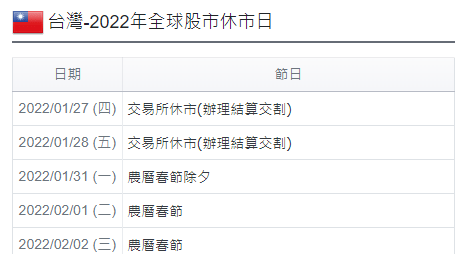 台灣-2022年全球股市休市日
日期 節日
2022/01/27 (四) 交易所休市(辦理結算交割)
2022/01/28 (五) 交易所休市(辦理結算交割)
2022/01/31 (一) 農曆春節除夕
2022/02/01 (二) 農曆春節
2022/02/02 (三) 農曆春節